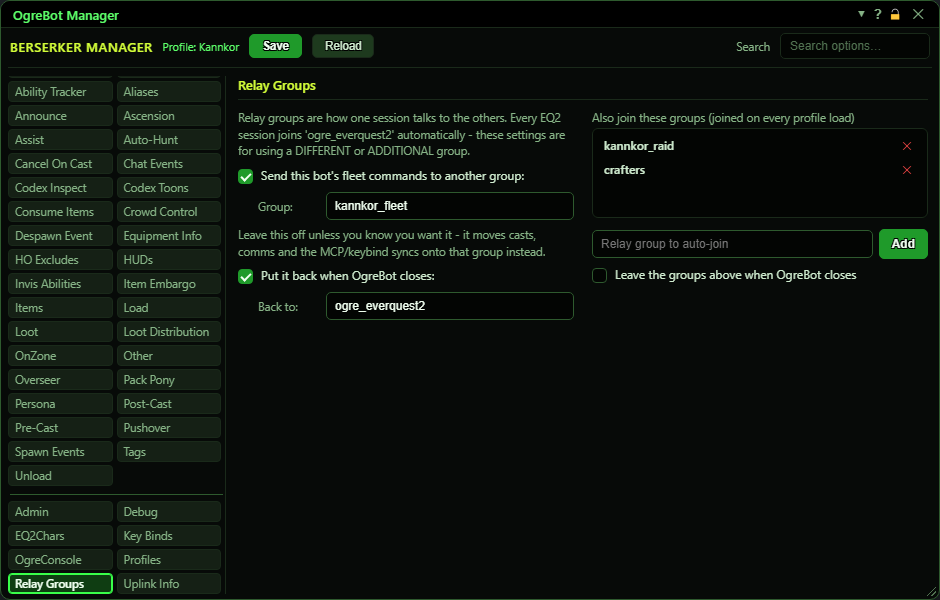 OgreBot Manager
?
BERSERKER MANAGER Profile: Kannkor Save Reload Search Search options...
Ability Tracker Aliases
Announce Ascension
Assist Auto-Hunt
Cancel On Cast Chat Events
Codex Inspect Codex Toons
Consume Items Crowd Control
Despawn Event Equipment Info
HO Excludes HUDs
Invis Abilities Item Embargo
Items Load
Loot Loot Distribution
OnZone Other
Overseer Pack Pony
Persona Post-Cast
Pre-Cast Pushover
Spawn Events Tags
Unload
Admin Debug
EQ2Chars Key Binds
OgreConsole Profiles
Relay Groups Uplink Info
Relay Groups
Relay groups are how one session talks to the others. Every EQ2
session joins 'ogre_everquest2' automatically - these settings are
for using a DIFFERENT or ADDITIONAL group.
Send this bot's fleet commands to another group:
Group: kannkor_fleet
Leave this off unless you know you want it - it moves casts,
comms and the MCP/keybind syncs onto that group instead.
Put it back when OgreBot closes:
Back to: ogre_everquest2
Also join these groups (joined on every profile load)
kannkor_raid
crafters
Relay group to auto-join Add
Leave the groups above when OgreBot closes